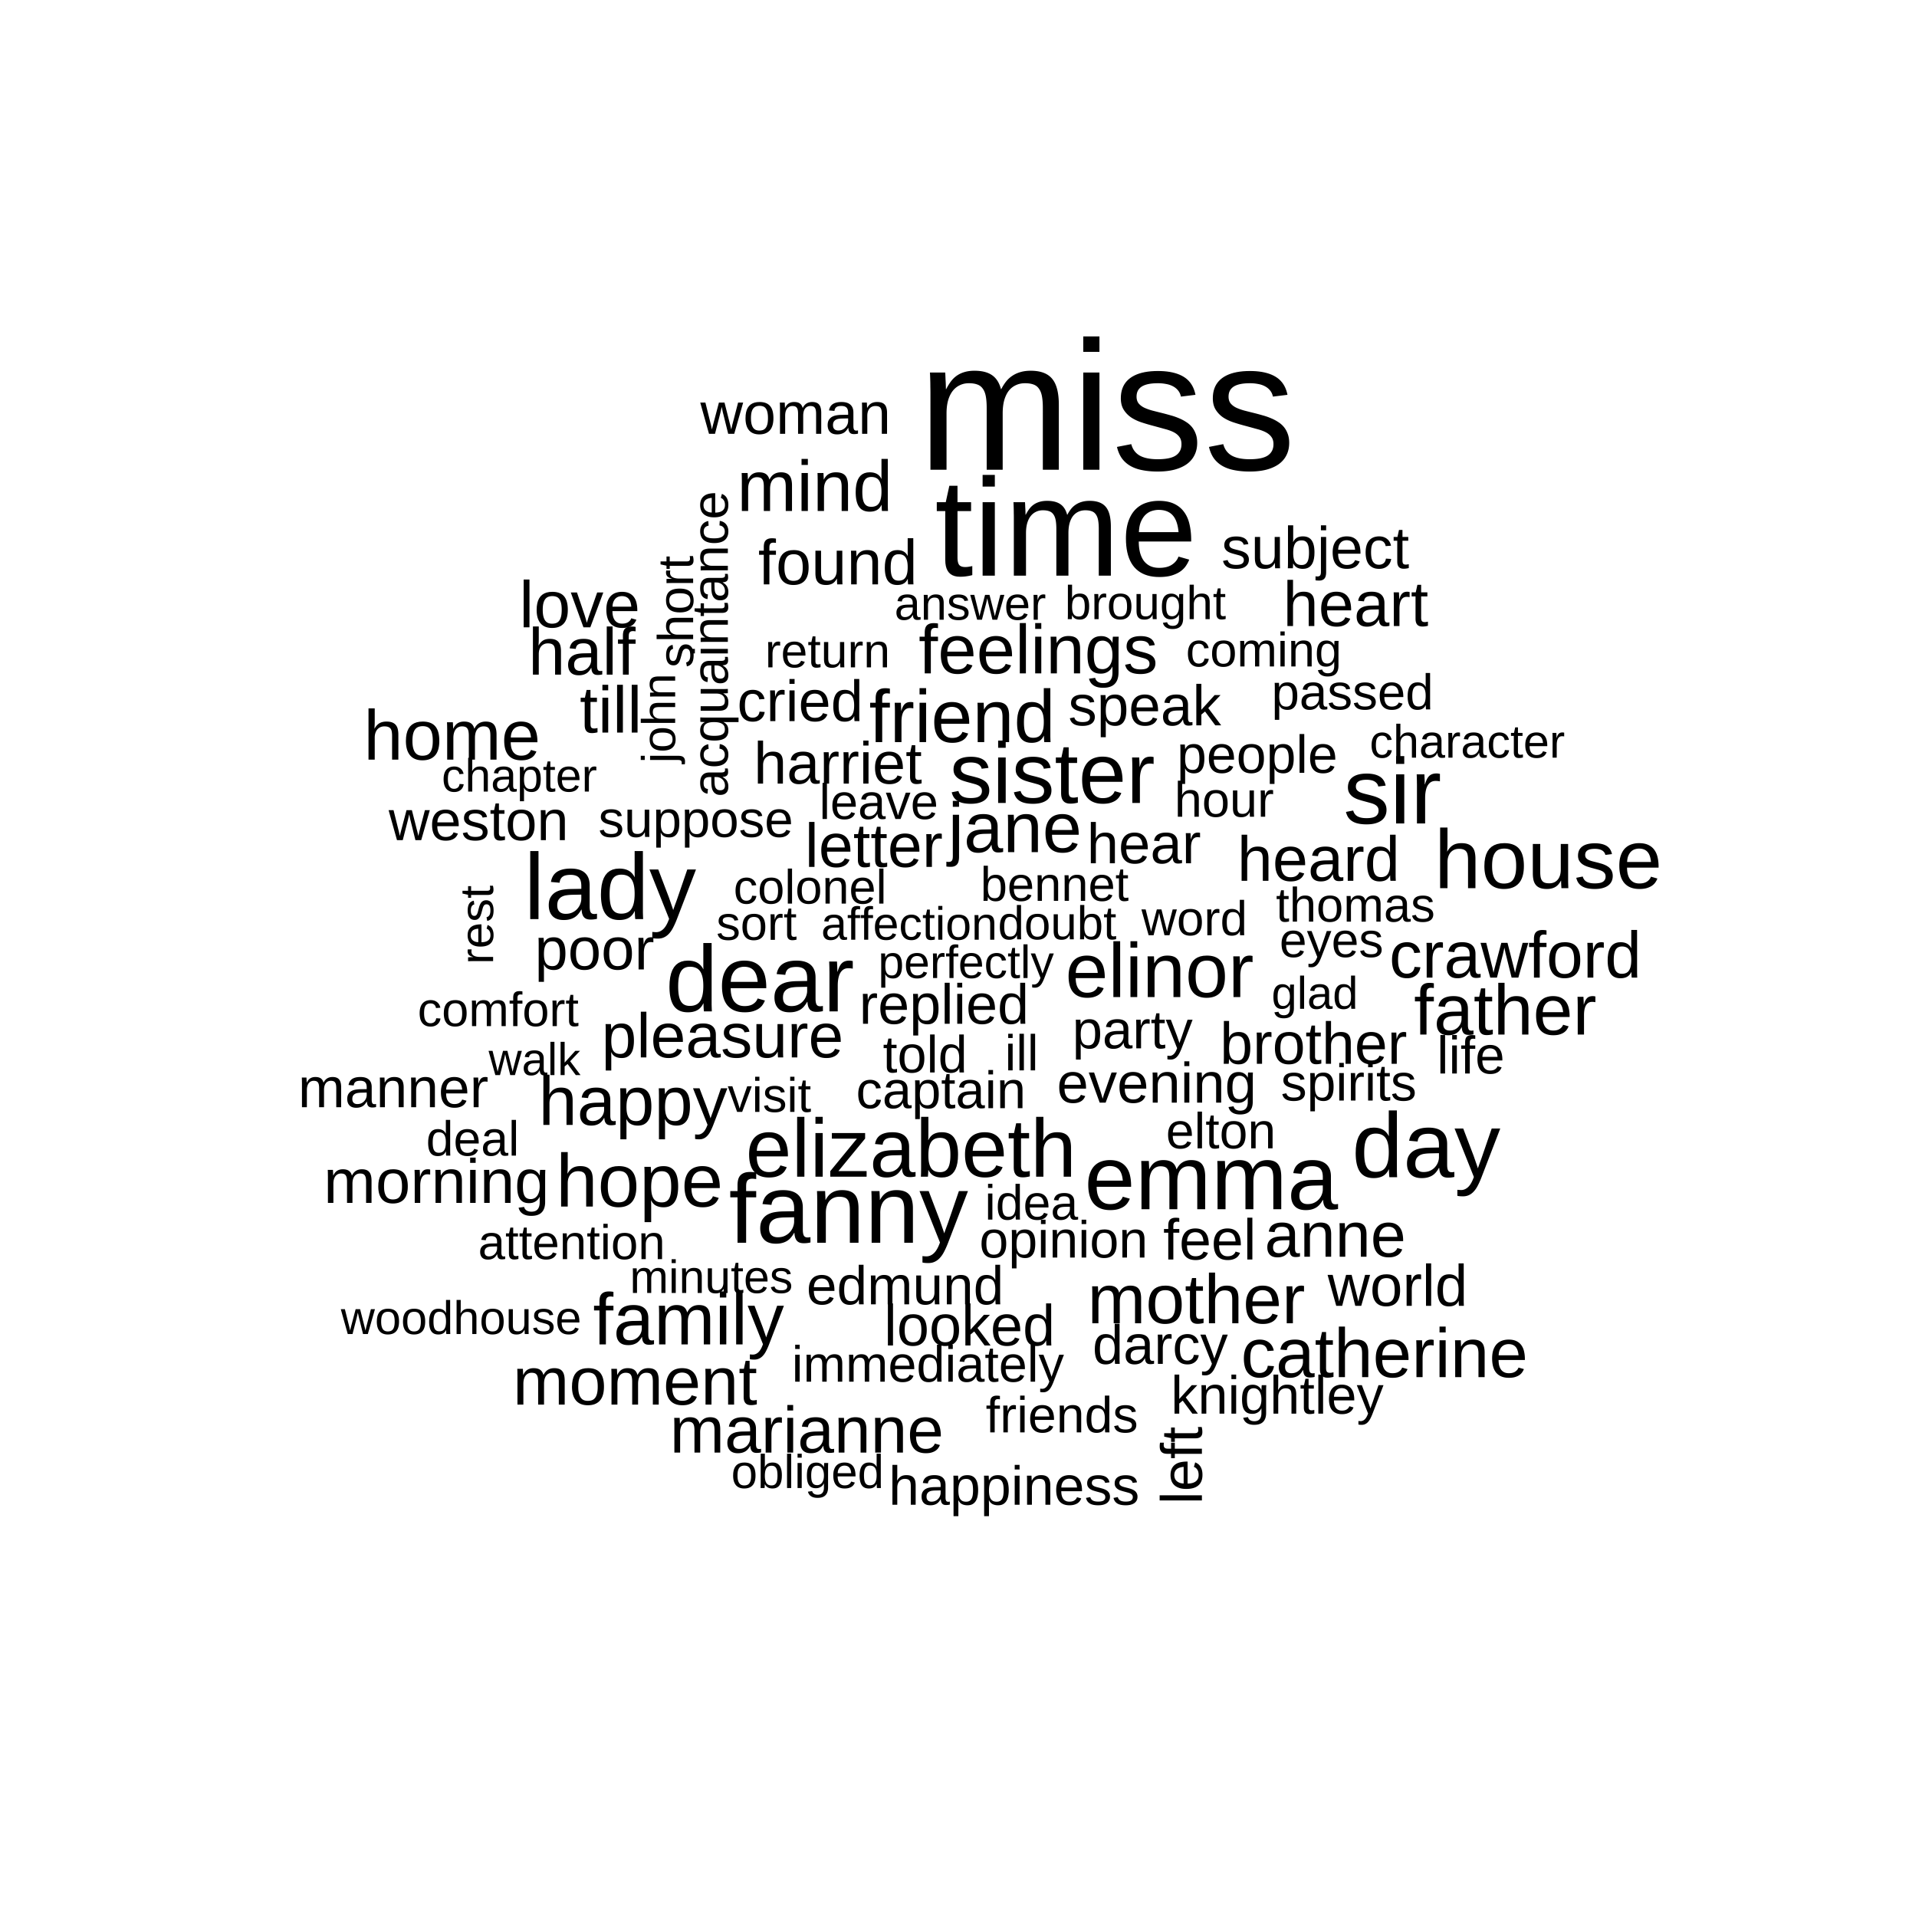 miss
woman
mind
time
acquaintance
found
subject
short
love
answer
brought
heart
half
return
feelings
coming
till
john
cried
friend
speak
passed
home
harriet
sister
people
character
chapter
leave
hour
sir
weston
suppose
letter
jane
hear
heard
house
lady
colonel
bennet
rest
sort
affection
doubt
word
thomas
poor
dear
perfectly
elinor
eyes
crawford
comfort
pleasure
replied
glad
father
walk
told
ill
party
brother
life
manner
happy
visit
captain
evening
spirits
deal
elizabeth
elton
day
morning
hope
fanny
idea
emma
attention
opinion
feel
anne
minutes
edmund
mother
world
woodhouse
family
looked
darcy
catherine
moment
immediately
knightley
marianne
friends
left
obliged
happiness